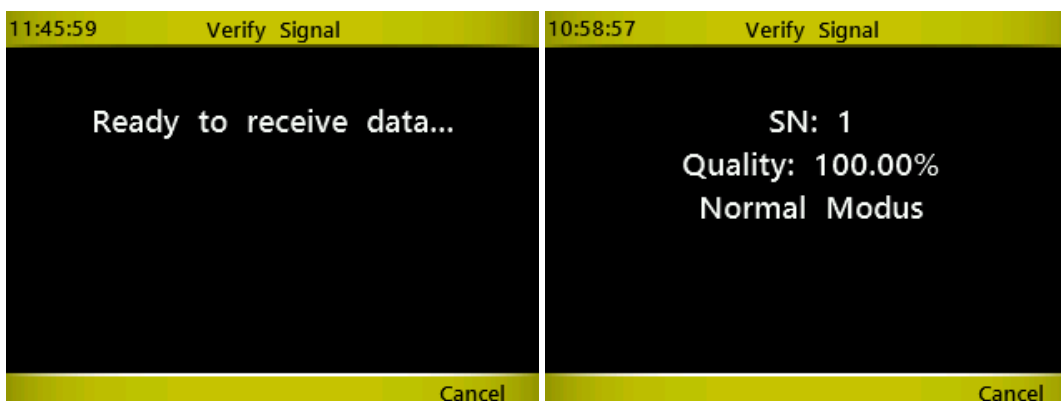 11:45:59 Verify Signal
Ready to receive data...
Cancel
10:58:57 Verify Signal
SN: 1
Quality: 100.00%
Normal Modus
Cancel